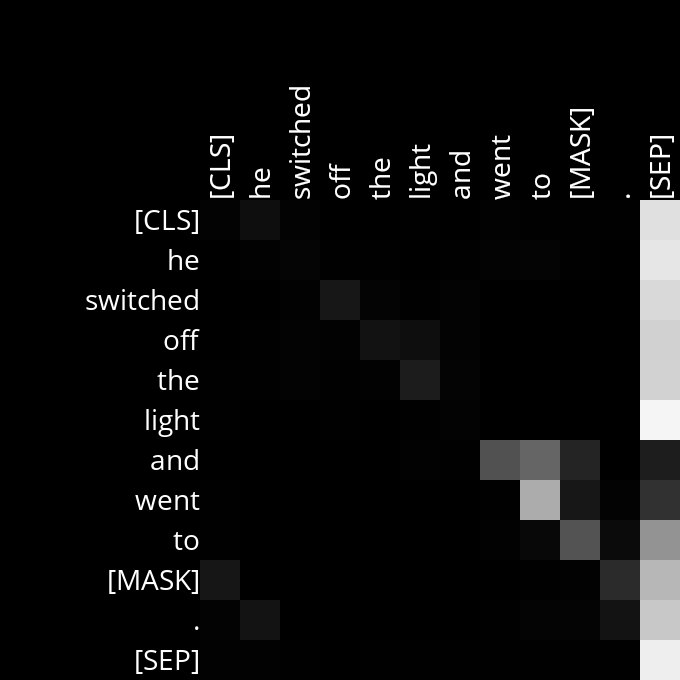 [CLS]
he
switched
off
the
light
and
went
to
[MASK]
.
[SEP]
[CLS]
he
switched
off
the
light
and
went
to
[MASK]
.
[SEP]